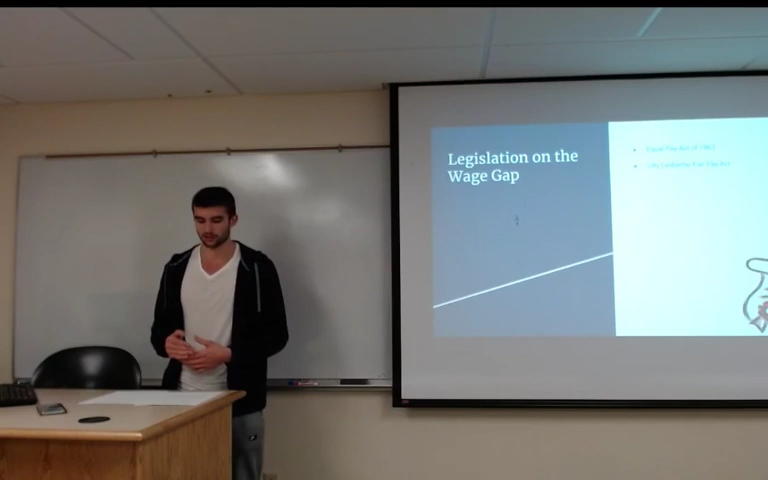 Legislation on the
Wage Gap
Equal Pay Act of 1963
Lilly Ledbetter Fair Pay Act